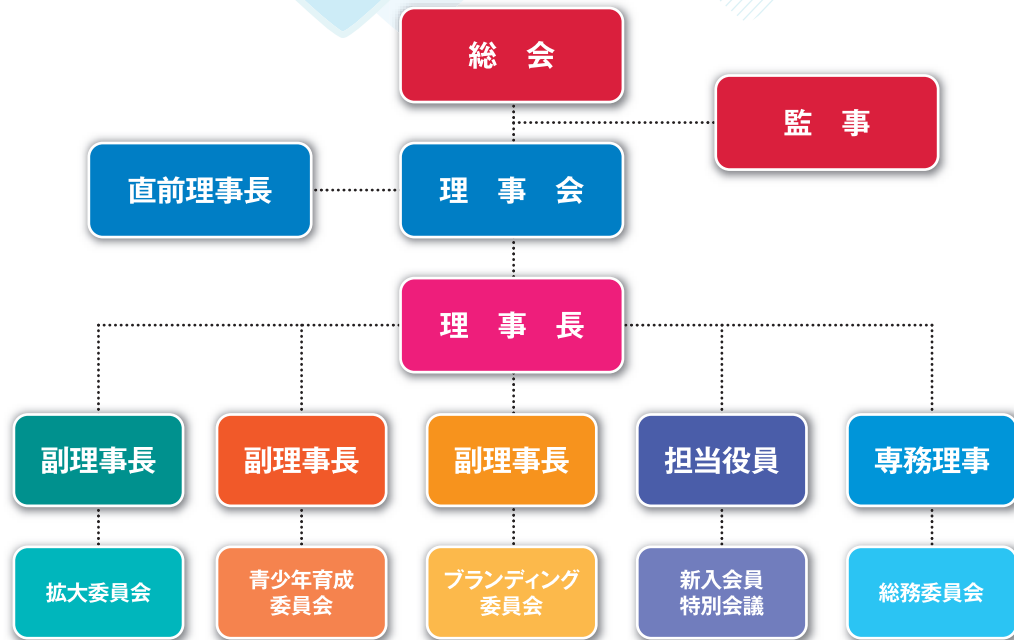 総　会
監　事
直前理事長
理　事　会
理　事　長
副理事長
副理事長
副理事長
担当役員
専務理事
拡大委員会
青少年育成
委員会
ブランディング
委員会
新入会員
特別会議
総務委員会